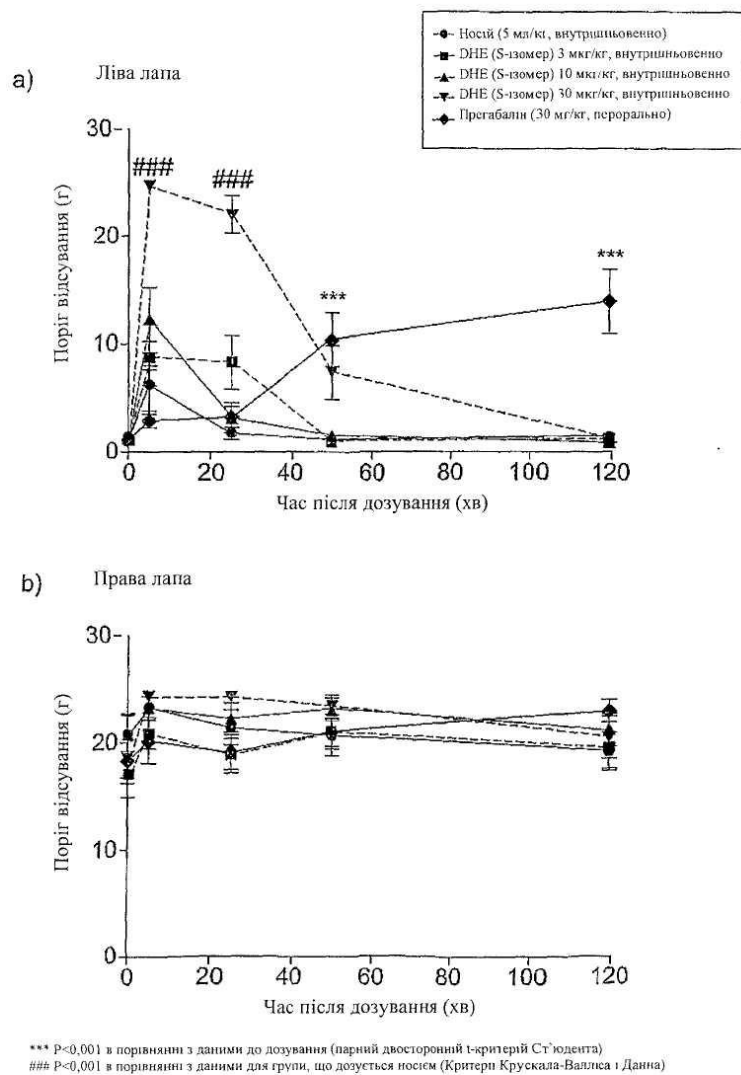 Носій (5 мл/кг, внутрішньовенно)
DHE (S-ізомер) 3 мкг/кг, внутрішньовенно
DHE (S-ізомер) 10 мкг/кг, внутрішньовенно
DHE (S-ізомер) 30 мкг/кг, внутрішньовенно
Прегабалін (30 мг/кг, перорально)
a) Ліва лапа
30
20
10
0
Поріг відсування (г)
###
###
***
***
0 20 40 60 80 100 120
Час після дозування (хв)
b) Права лапа
30
20
10
0
Поріг відсування (г)
0 20 40 60 80 100 120
Час після дозування (хв)
*** P<0,001 в порівнянні з даними до дозування (парний двосторонній t-критерій Ст'юдента)
### P<0,001 в порівнянні з даними для групи, що дозується носієм (Критерії Крускала-Валліса і Данна)